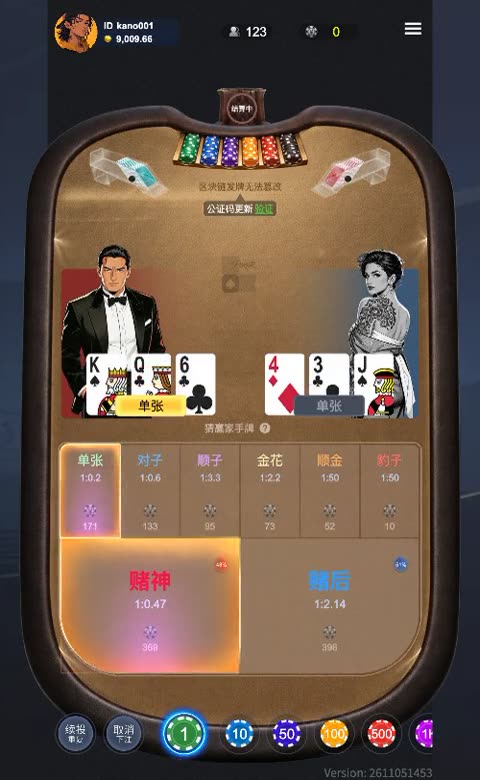 ID kano001
9,009.66
123
0
结算中
区块链发牌无法篡改
公证码更新 验证
K Q 6
4 3 J
单张
单张
猜赢家手牌 ?
单张 对子 顺子 金花 顺金 豹子
1:0.2 1:0.6 1:3.3 1:2.2 1:50 1:50
171 133 95 73 52 10
赌神 赌后
1:0.47 1:2.14
369 396
续投 取消
下注
1 10 50 100 500
Version: 2611051453